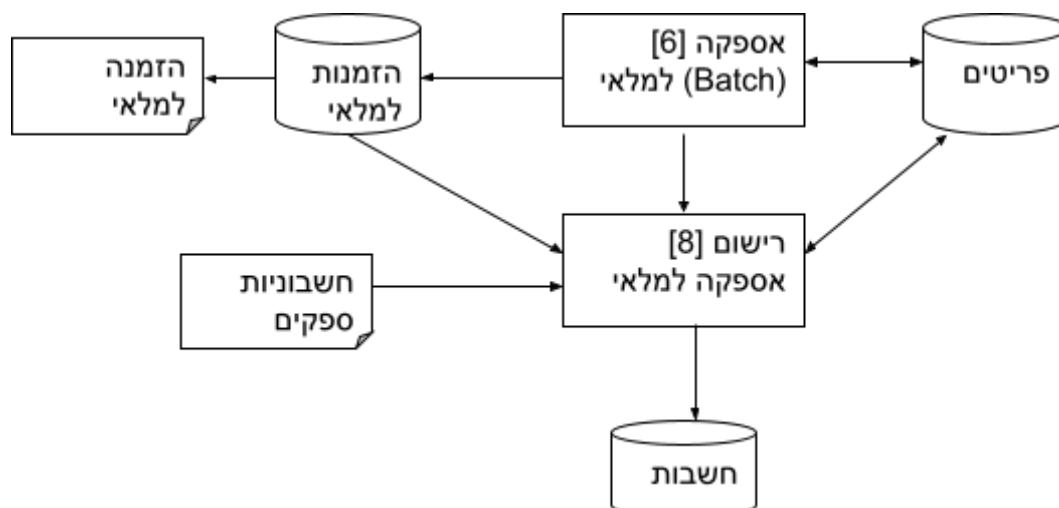 הזמנה
למלאי
הזמנות
למלאי
אספקה [6]
(Batch) למלאי
פריטים
רישום [8]
אספקה למלאי
חשבוניות
ספקים
חשבות